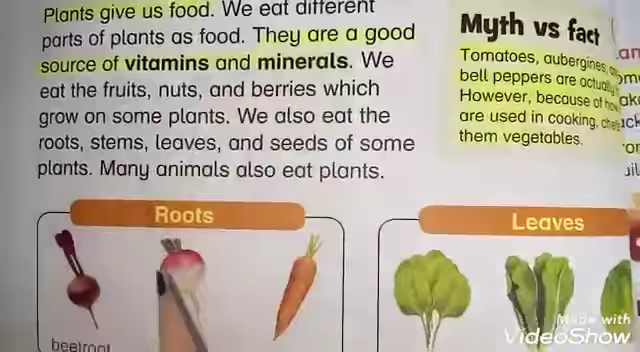 Plants give us food. We eat different
parts of plants as food. They are a good
source of vitamins and minerals. We
eat the fruits, nuts, and berries which
grow on some plants. We also eat the
roots, stems, leaves, and seeds of some
plants. Many animals also eat plants.
Myth vs fact
Tomatoes, aubergines,
bell peppers are actually
However, because of how
are used in cooking,
them vegetables.
Roots
Leaves
beetroot
Made with
VideoShow